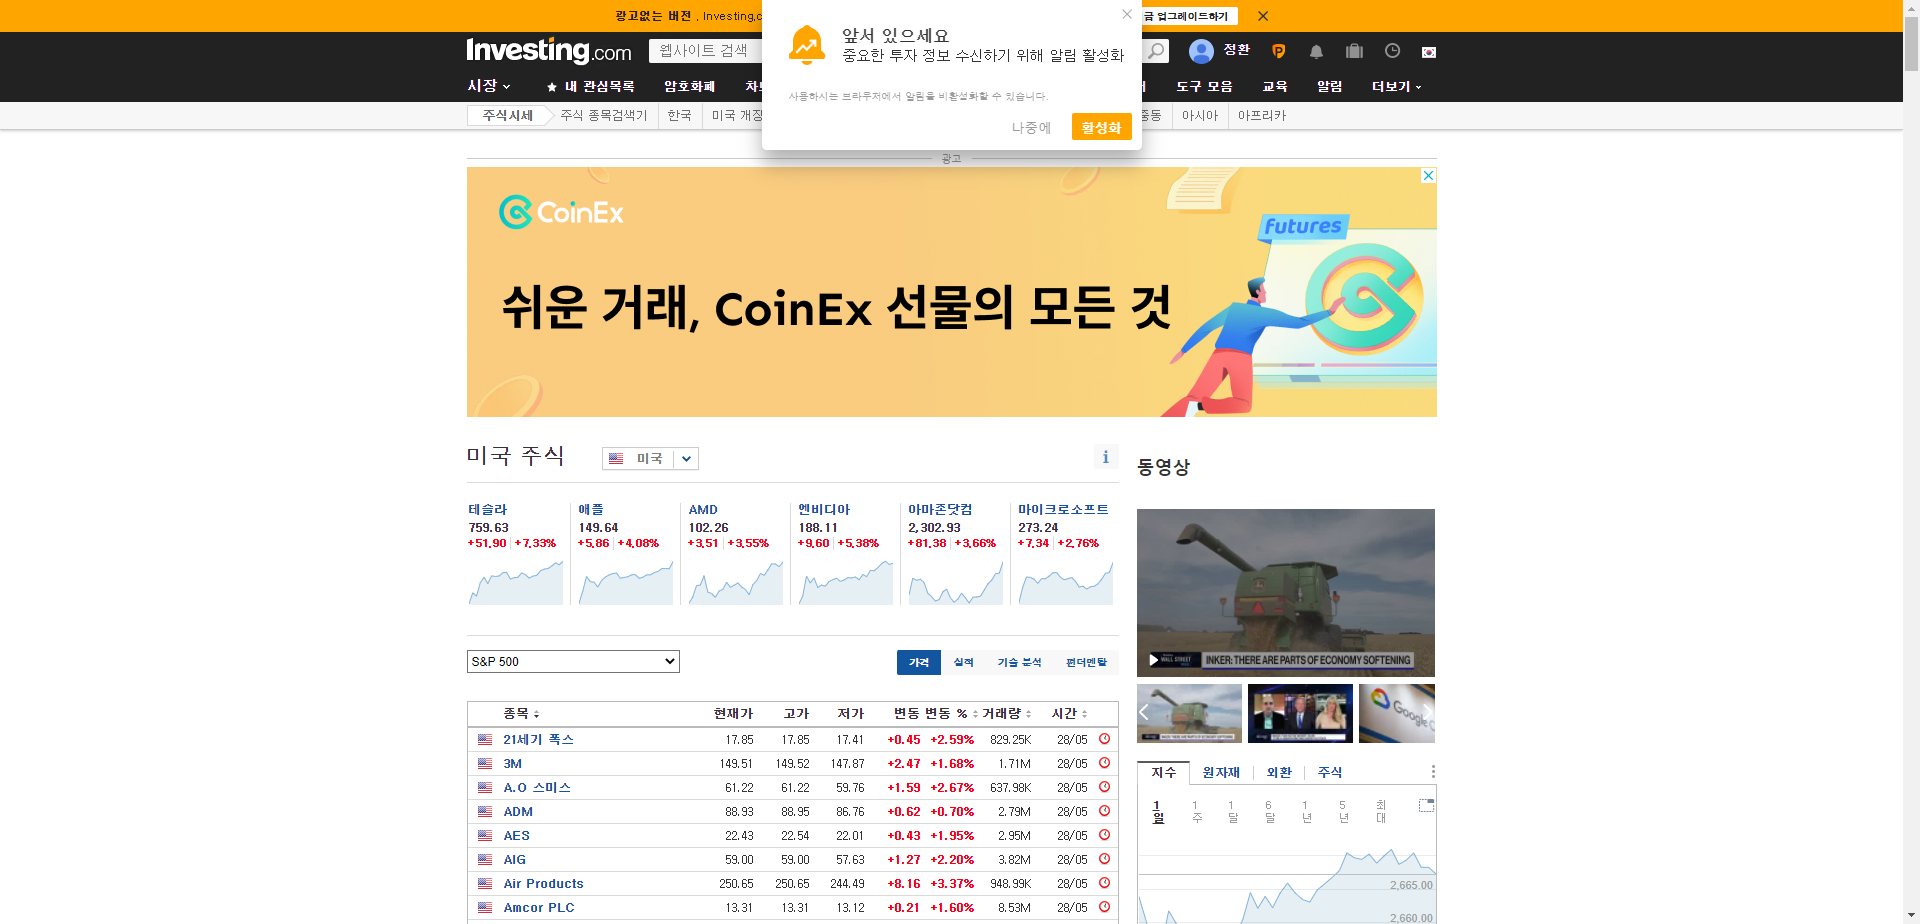 광고없는 버전 . Investing.c
금 업그레이드하기
앞서 있으세요
중요한 투자 정보 수신하기 위해 알림 활성화
사용하시는 브라우저에서 알림을 비활성화할 수 있습니다.
나중에
활성화
Investing.com
웹사이트 검색
정환
시장
내 관심목록
암호화폐
도구 모음
교육
알림
더보기
주식시세
주식 종목검색기
한국
미국 개장
중동
아시아
아프리카
광고
CoinEx
futures
쉬운 거래, CoinEx 선물의 모든 것
미국 주식
미국
i
동영상
테슬라
759.63
+51.90 +7.33%
애플
149.64
+5.86 +4.08%
AMD
102.26
+3.51 +3.55%
엔비디아
188.11
+9.60 +5.38%
아마존닷컴
2,302.93
+81.38 +3.66%
마이크로소프트
273.24
+7.34 +2.76%
S&P 500
가격 실적 기술 분석 펀더멘탈
종목 현재가 고가 저가 변동 변동 % 거래량 시간
21세기 폭스 17.85 17.85 17.41 +0.45 +2.59% 829.25K 28/05
3M 149.51 149.52 147.87 +2.47 +1.68% 1.71M 28/05
A.O 스미스 61.22 61.22 59.76 +1.59 +2.67% 637.98K 28/05
ADM 88.93 88.95 86.76 +0.62 +0.70% 2.79M 28/05
AES 22.43 22.54 22.01 +0.43 +1.95% 2.95M 28/05
AIG 59.00 59.00 57.63 +1.27 +2.20% 3.82M 28/05
Air Products 250.65 250.65 244.49 +8.16 +3.37% 948.99K 28/05
Amcor PLC 13.31 13.31 13.12 +0.21 +1.60% 8.53M 28/05
WALL STREET
INKER: THERE ARE PARTS OF ECONOMY SOFTENING
Google
지수 원자재 외환 주식
1일 1주 1달 6달 1년 5년 최대
2,665.00
2,660.00